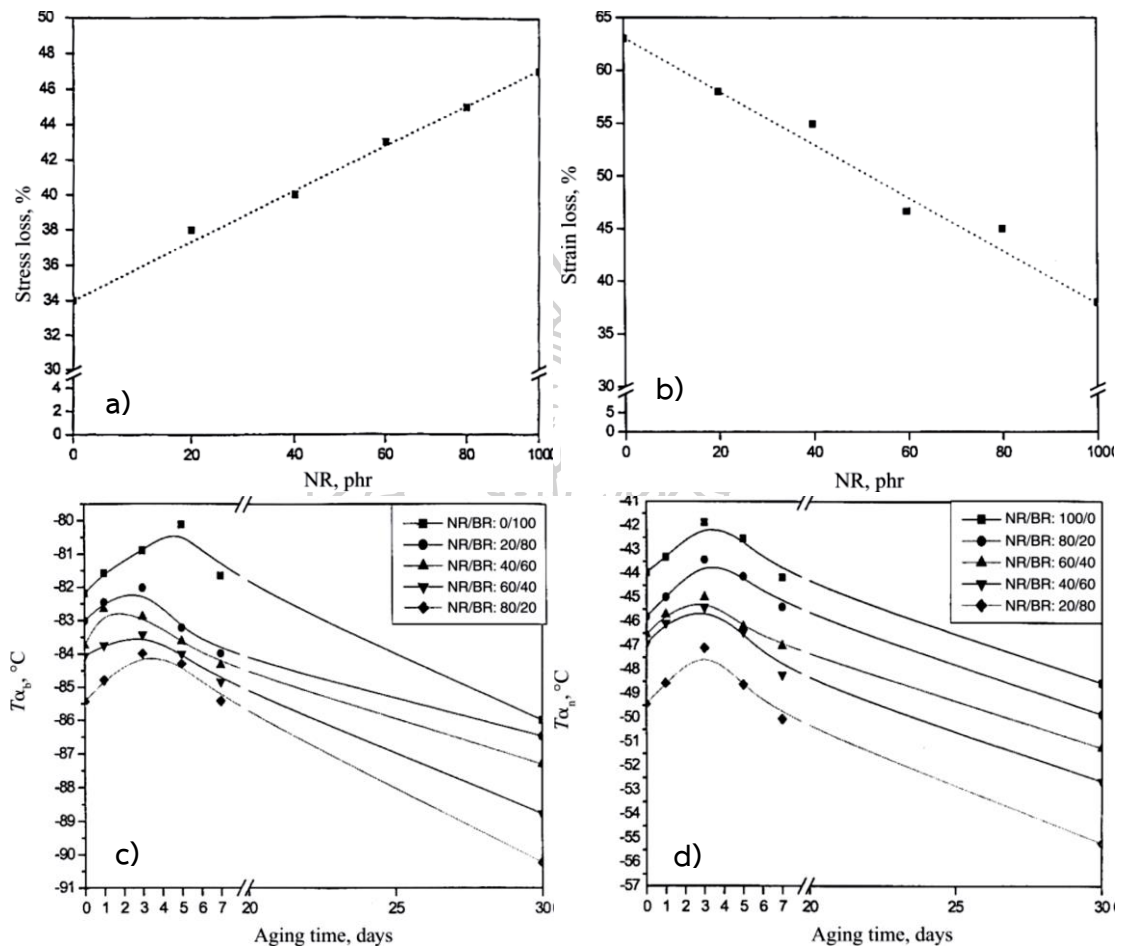 50
48
46
44
42
40
38
36
34
32
30
4
2
0
Stress loss, %
a)
0 20 40 60 80 1000
NR, phr
65
60
55
50
45
40
35
30
5
0
Strain loss, %
b)
0 20 40 60 80 1000
NR, phr
-80
-81
-82
-83
-84
-85
-86
-87
-88
-89
-90
-91
Tαb, °C
NR/BR: 0/100
NR/BR: 20/80
NR/BR: 40/60
NR/BR: 60/40
NR/BR: 80/20
c)
0 1 2 3 4 5 6 7 20 25 300
Aging time, days
-41
-42
-43
-44
-45
-46
-47
-48
-49
-50
-51
-52
-53
-54
-55
-56
-57
Tαn, °C
NR/BR: 100/0
NR/BR: 80/20
NR/BR: 60/40
NR/BR: 40/60
NR/BR: 20/80
d)
0 1 2 3 4 5 6 7 20 25 30
Aging time, days